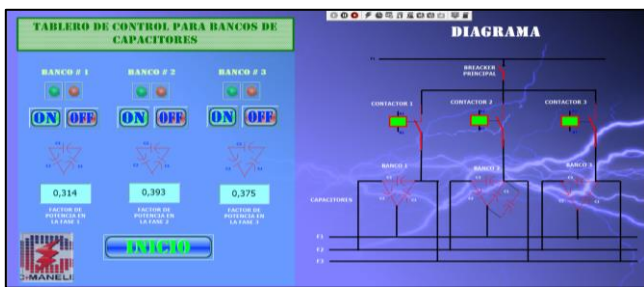 TABLERO DE CONTROL PARA BANCOS DE
CAPACITORES
BANCO # 1
BANCO # 2
BANCO # 3
ON
OFF
ON
OFF
ON
OFF
0,314
0,393
0,375
FACTOR DE
POTENCIA EN
LA FASE 1
FACTOR DE
POTENCIA EN
LA FASE 2
FACTOR DE
POTENCIA EN
LA FASE 3
INICIO
DIAGRAMA
BREACKER
PRINCIPAL
CONTACTOR 1
CONTACTOR 2
CONTACTOR 3
BANCO 1
BANCO 2
BANCO 3
CAPACITORES
F1
F2
F3